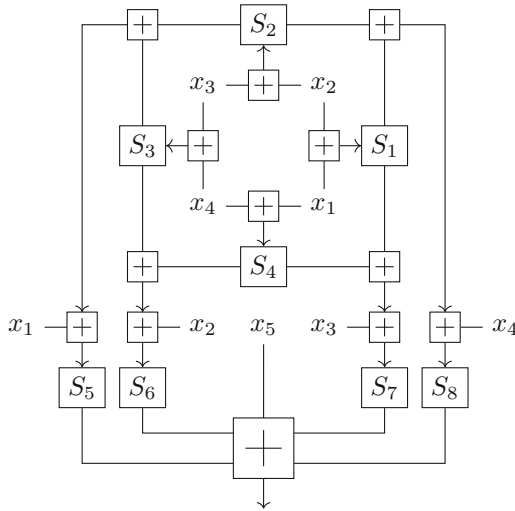 + S₂ +
x₃ + x₂
S₃ + + S₁
x₄ + x₁
+ S₄ +
x₁ + + x₂ x₅ x₃ + + x₄
S₅ S₆ S₇ S₈
+